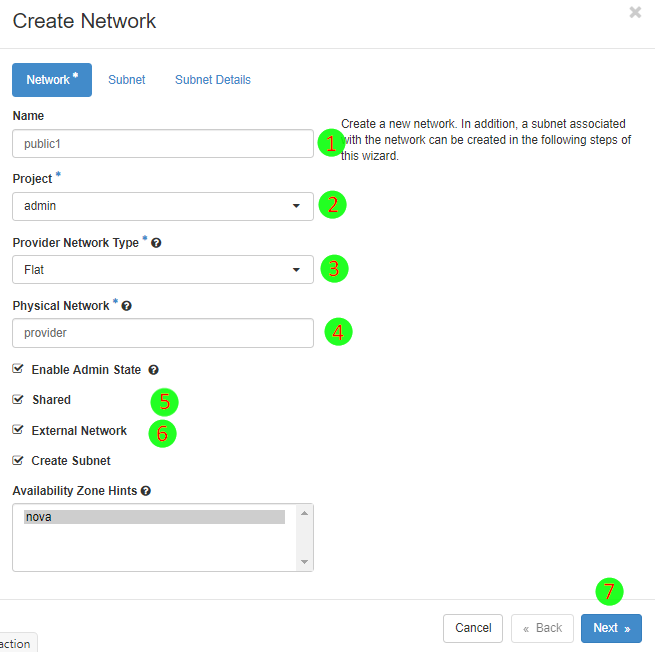 Create Network
×
Network *
Subnet
Subnet Details
Name
public1
1
Create a new network. In addition, a subnet associated
with the network can be created in the following steps of
this wizard.
Project *
admin
2
Provider Network Type *
Flat
3
Physical Network *
provider
4
Enable Admin State
Shared
5
External Network
6
Create Subnet
Availability Zone Hints
nova
7
Cancel
« Back
Next »
action